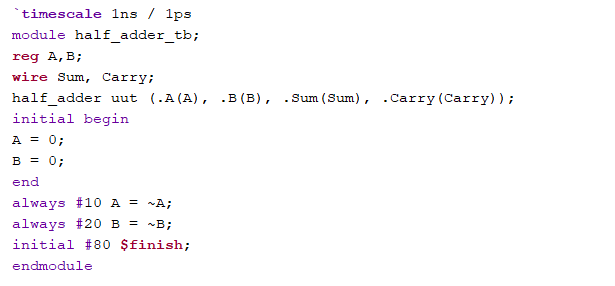 `timescale 1ns / 1ps
module half_adder_tb;
reg A,B;
wire Sum, Carry;
half_adder uut (.A(A), .B(B), .Sum(Sum), .Carry(Carry));
initial begin
A = 0;
B = 0;
end
always #10 A = ~A;
always #20 B = ~B;
initial #80 $finish;
endmodule